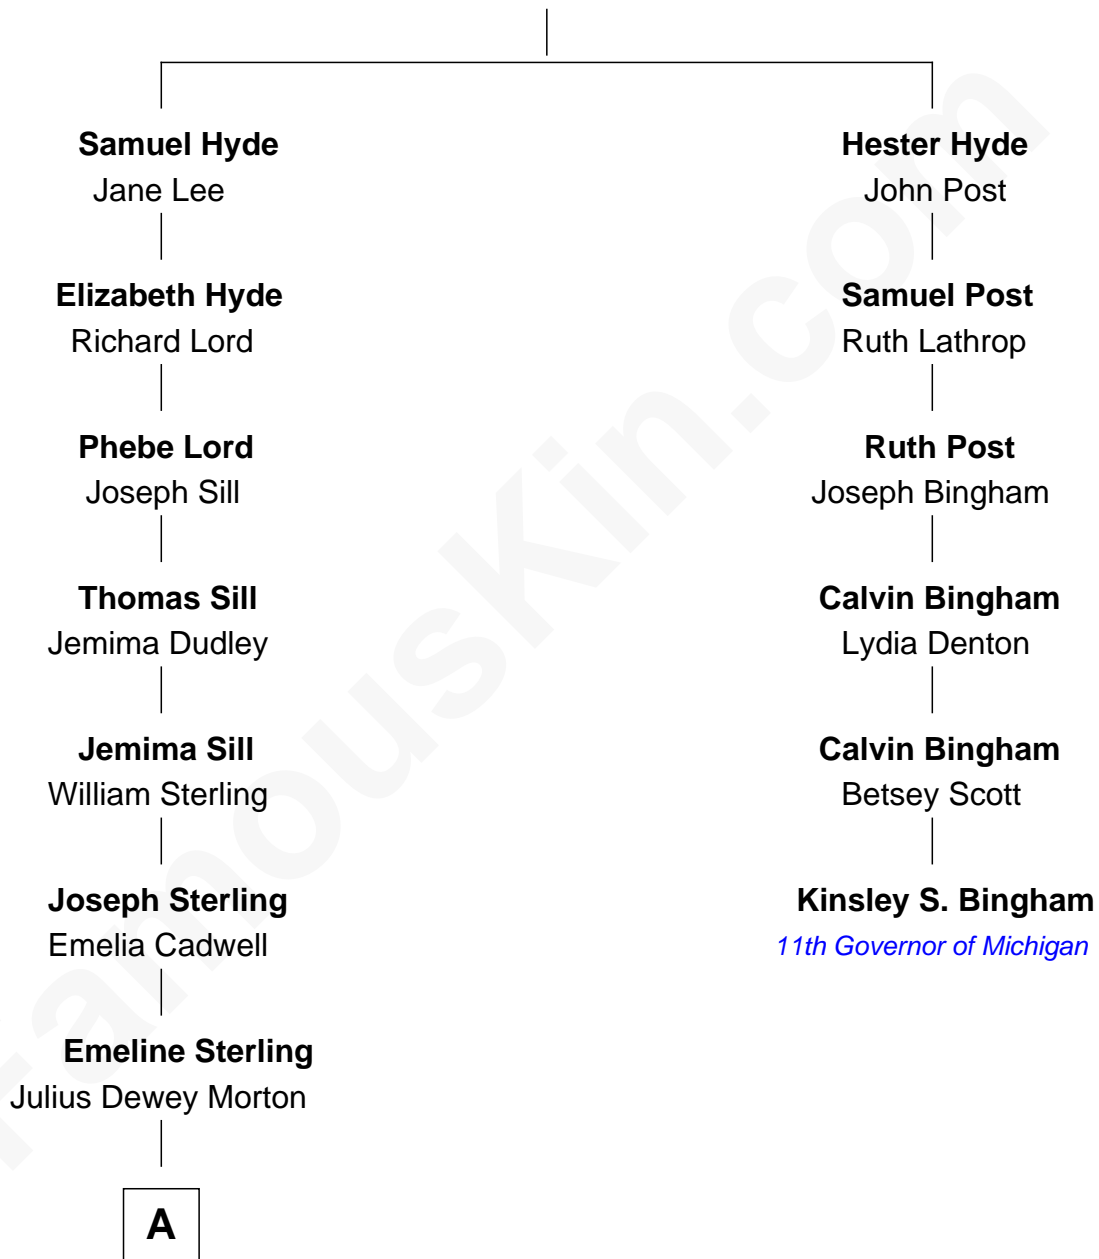 Samuel Hyde
Jane Lee
Hester Hyde
John Post
Elizabeth Hyde
Richard Lord
Samuel Post
Ruth Lathrop
Phebe Lord
Joseph Sill
Ruth Post
Joseph Bingham
Thomas Sill
Jemima Dudley
Calvin Bingham
Lydia Denton
Jemima Sill
William Sterling
Calvin Bingham
Betsey Scott
Joseph Sterling
Emelia Cadwell
Kinsley S. Bingham
11th Governor of Michigan
Emeline Sterling
Julius Dewey Morton
A
FamousKin.com